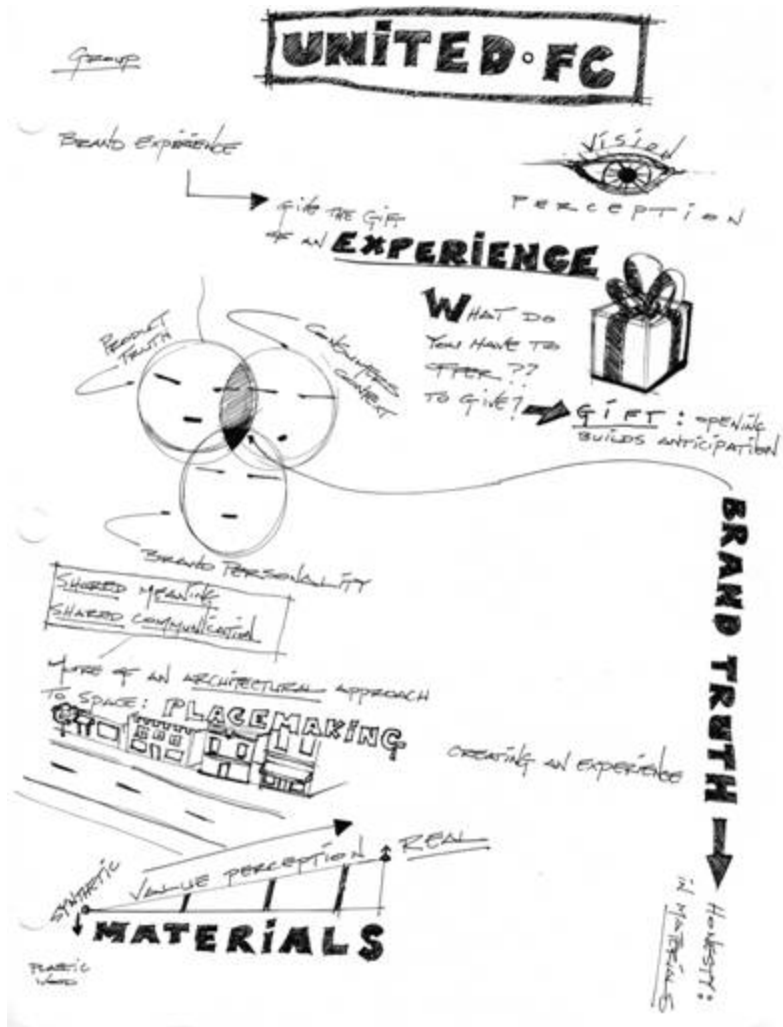 UNiTED·FC
GROUP
BRAND EXPERIENCE
ViSiON
PERCEPTION
GIVE THE GIFT
OF AN EXPERiENCE
WHAT DO
YOU HAVE TO
OFFER??
TO GIVE?
GiFT: OPENING
BUILDS ANTICIPATION
PRODUCT
TRUTH
CONSUMERS
CONTEXT
BRAND PERSONALITY
SHARED MEANING
SHARED COMMUNICATION
MORE OF AN ARCHITECTURAL APPROACH
TO SPACE: PLACEMAKiNG
CREATING AN EXPERIENCE
BRAND TRUTH
HONESTY:
IN MATERIALS
SYNTHETIC
VALUE PERCEPTION
REAL
MATERiALS
PLASTIC
WOOD